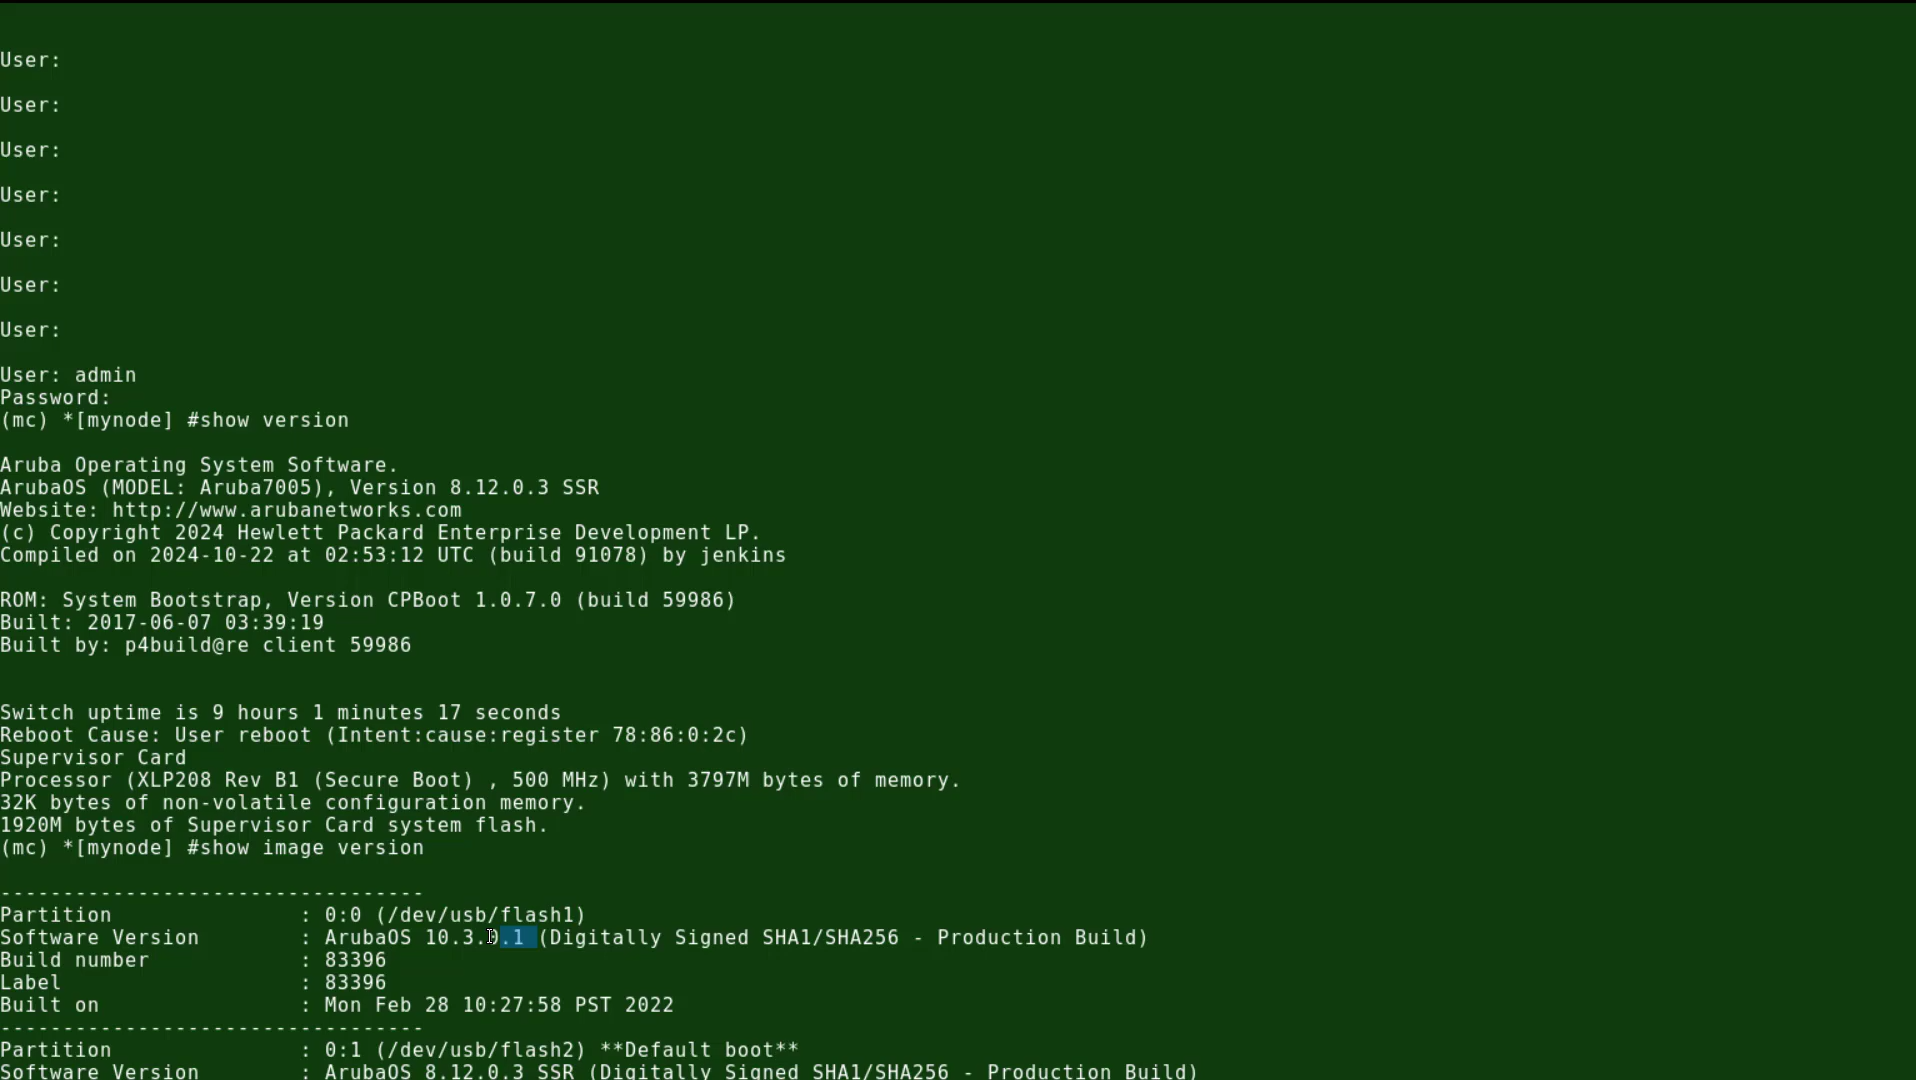 User:
User:
User:
User:
User:
User:
User:
User: admin
Password:
(mc) *[mynode] #show version
Aruba Operating System Software.
ArubaOS (MODEL: Aruba7005), Version 8.12.0.3 SSR
Website: http://www.arubanetworks.com
(c) Copyright 2024 Hewlett Packard Enterprise Development LP.
Compiled on 2024-10-22 at 02:53:12 UTC (build 91078) by jenkins
ROM: System Bootstrap, Version CPBoot 1.0.7.0 (build 59986)
Built: 2017-06-07 03:39:19
Built by: p4build@re client 59986
Switch uptime is 9 hours 1 minutes 17 seconds
Reboot Cause: User reboot (Intent:cause:register 78:86:0:2c)
Supervisor Card
Processor (XLP208 Rev B1 (Secure Boot) , 500 MHz) with 3797M bytes of memory.
32K bytes of non-volatile configuration memory.
1920M bytes of Supervisor Card system flash.
(mc) *[mynode] #show image version
----------------------------------
Partition : 0:0 (/dev/usb/flash1)
Software Version : ArubaOS 10.3.0.1 (Digitally Signed SHA1/SHA256 - Production Build)
Build number : 83396
Label : 83396
Built on : Mon Feb 28 10:27:58 PST 2022
----------------------------------
Partition : 0:1 (/dev/usb/flash2) **Default boot**
Software Version : ArubaOS 8.12.0.3 SSR (Digitally Signed SHA1/SHA256 - Production Build)